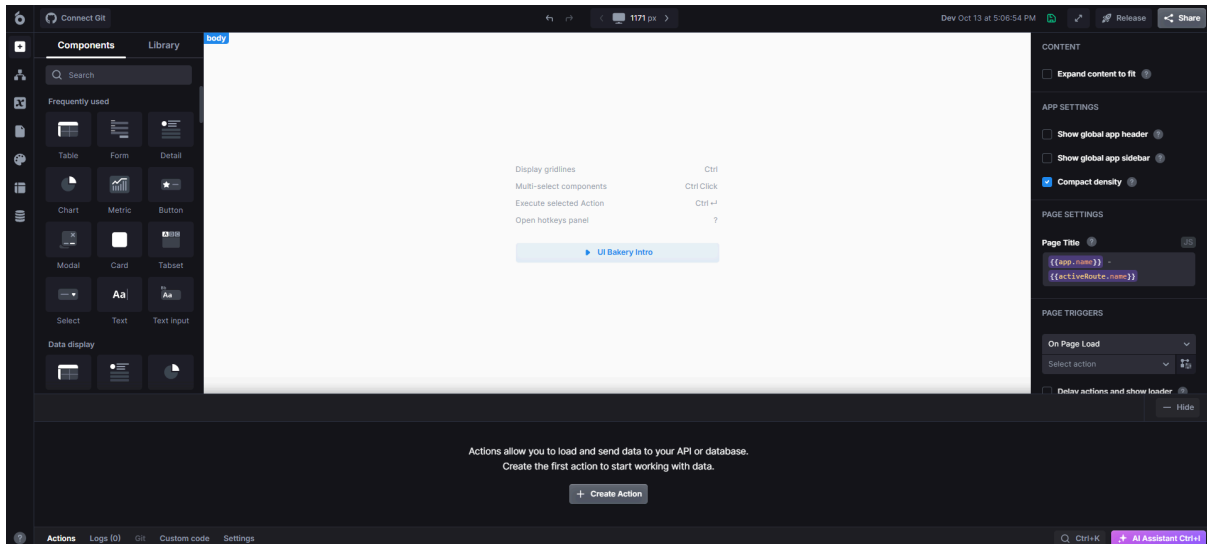 Connect Git
1171 px
Dev Oct 13 at 5:06:54 PM
Release
Share
Components
Library
Search
Frequently used
Table
Form
Detail
Chart
Metric
Button
Modal
Card
Tabset
Aa
Aa
Select
Text
Text input
Data display
body
Display gridlines
Ctrl
Multi-select components
Ctrl Click
Execute selected Action
Ctrl ↵
Open hotkeys panel
?
UI Bakery Intro
CONTENT
Expand content to fit ?
APP SETTINGS
Show global app header ?
Show global app sidebar ?
Compact density ?
PAGE SETTINGS
Page Title ?
JS
{{app.name}} -
{{activeRoute.name}}
PAGE TRIGGERS
On Page Load
Select action
Delay actions and show loader ?
Hide
Actions allow you to load and send data to your API or database.
Create the first action to start working with data.
+ Create Action
?
Actions
Logs (0)
Git
Custom code
Settings
Ctrl+K
AI Assistant Ctrl+I